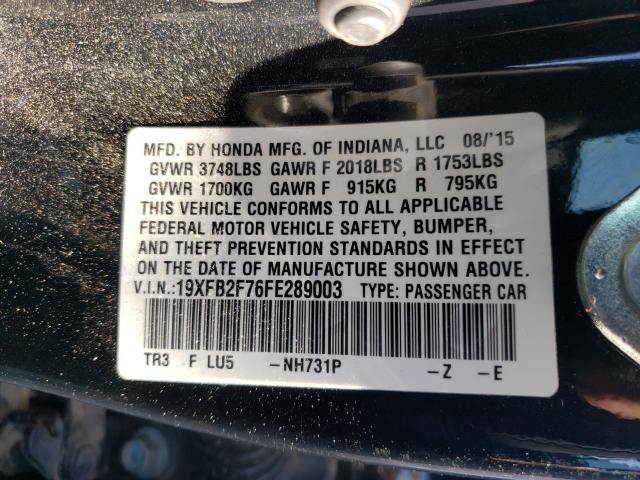 MFD. BY HONDA MFG. OF INDIANA, LLC 08/'15
GVWR 3748LBS GAWR F 2018LBS R 1753LBS
GVWR 1700KG GAWR F 915KG R 795KG
THIS VEHICLE CONFORMS TO ALL APPLICABLE
FEDERAL MOTOR VEHICLE SAFETY, BUMPER,
AND THEFT PREVENTION STANDARDS IN EFFECT
ON THE DATE OF MANUFACTURE SHOWN ABOVE.
V.I.N.:19XFB2F76FE289003 TYPE: PASSENGER CAR
TR3 F LU5 -NH731P -Z -E